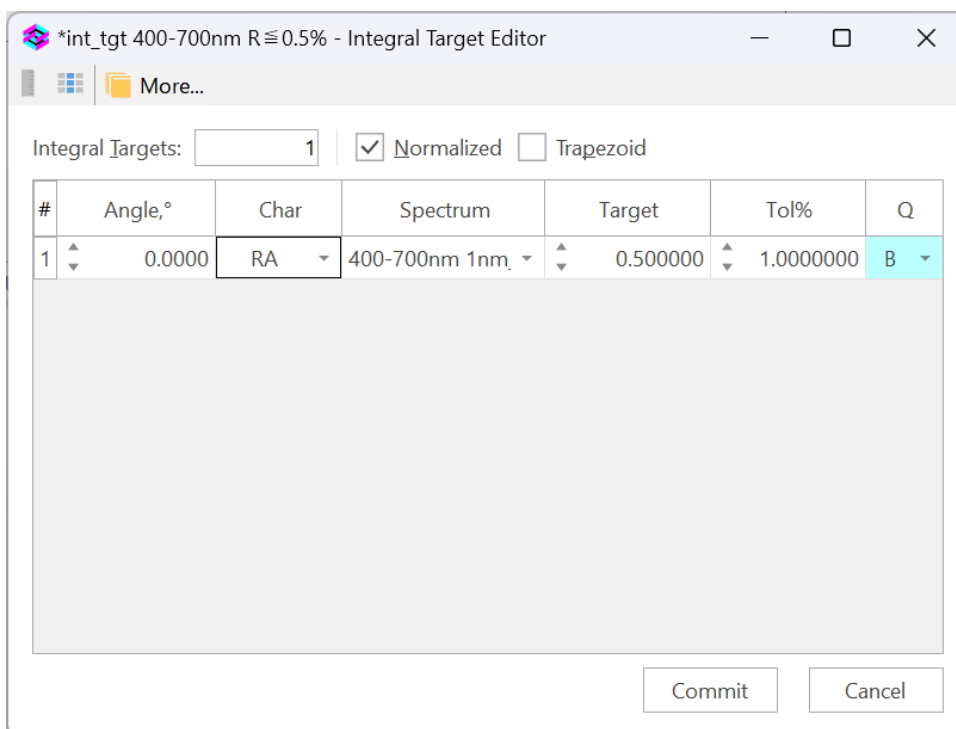 *int_tgt 400-700nm R≦0.5% - Integral Target Editor
More...
Integral Targets: 1 Normalized Trapezoid
# Angle,° Char Spectrum Target Tol% Q
1 0.0000 RA 400-700nm 1nm_ 0.500000 1.0000000 B
Commit Cancel